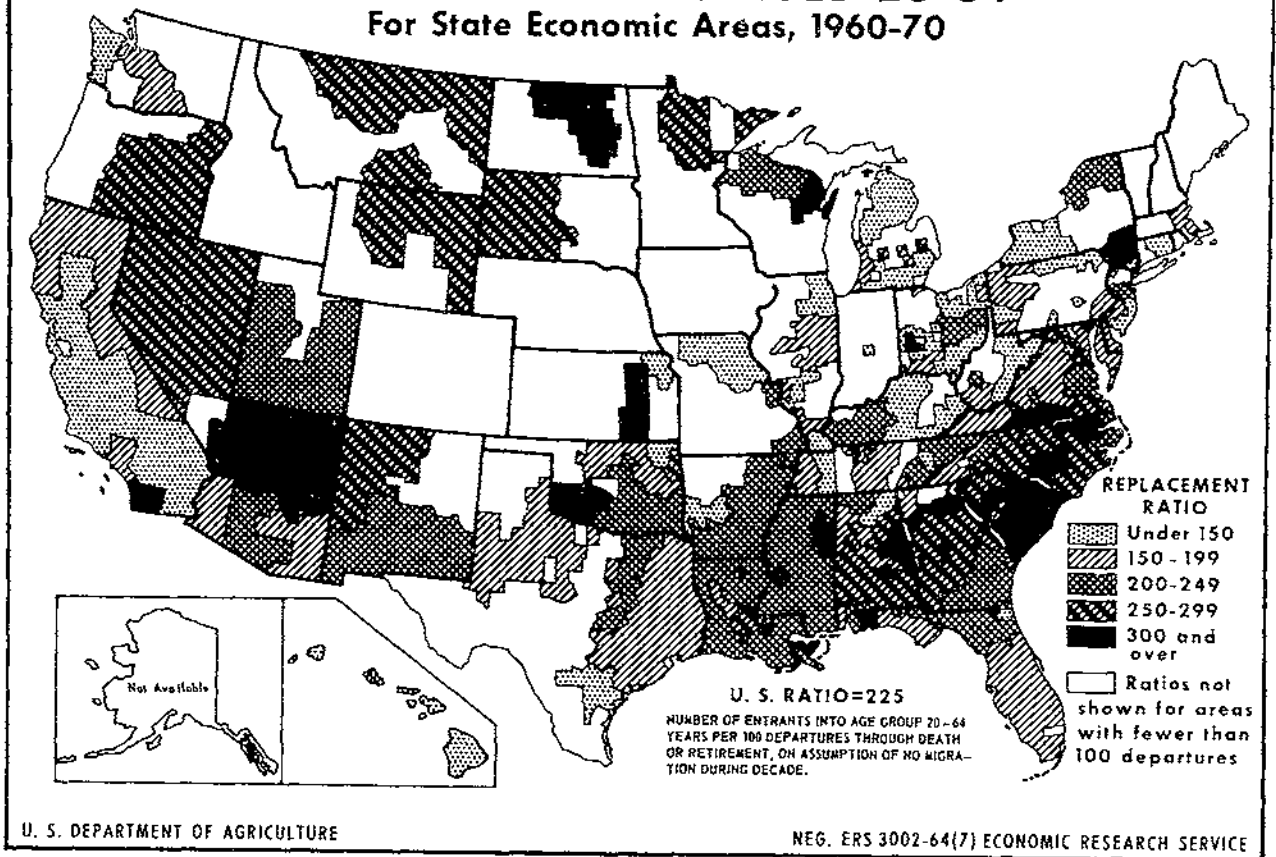 For State Economic Areas, 1960-70
REPLACEMENT
RATIO
Under 150
150-199
200-249
250-299
300 and
over
Ratios not
shown for areas
with fewer than
100 departures
Not Available
U. S. RATIO=225
NUMBER OF ENTRANTS INTO AGE GROUP 20-64
YEARS PER 100 DEPARTURES THROUGH DEATH
OR RETIREMENT, ON ASSUMPTION OF NO MIGRA-
TION DURING DECADE.
U. S. DEPARTMENT OF AGRICULTURE
NEG. ERS 3002-64(7) ECONOMIC RESEARCH SERVICE